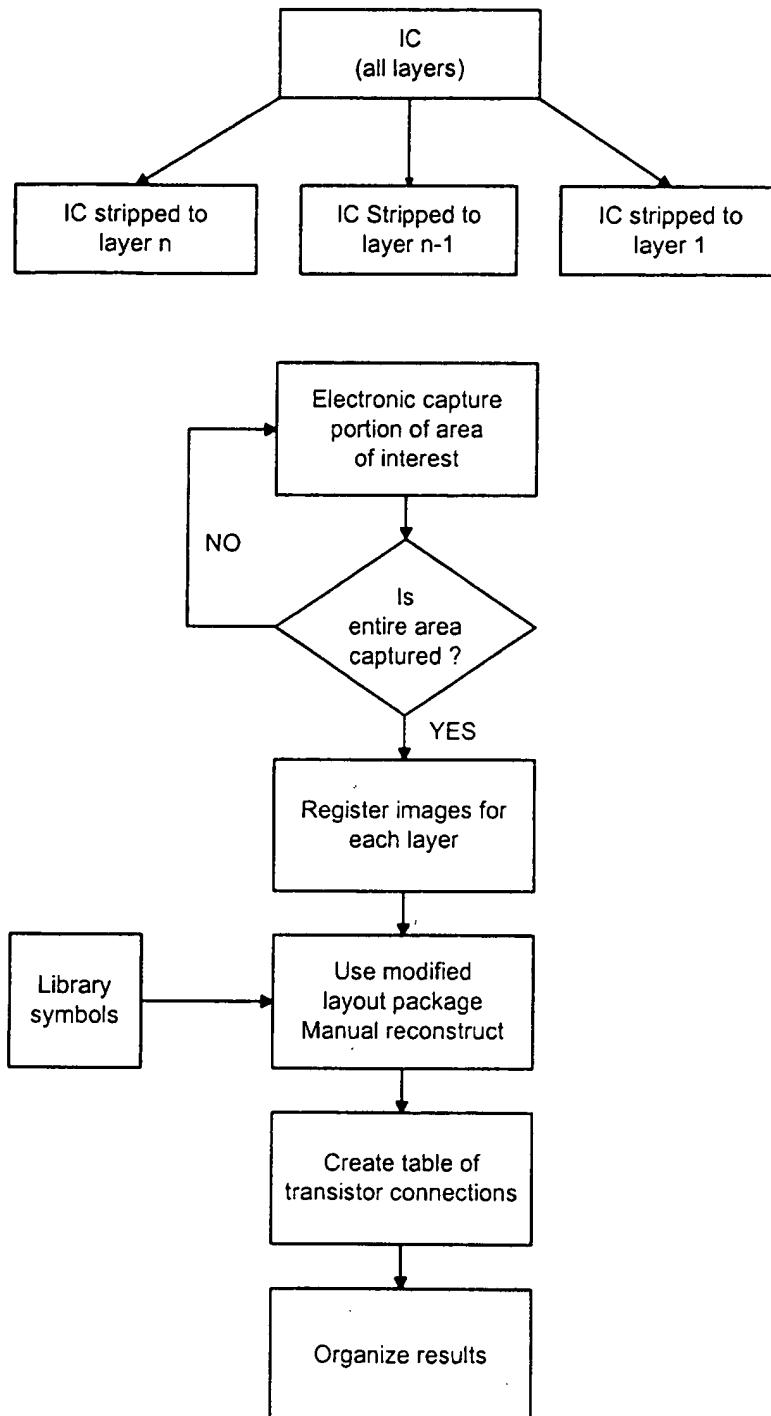 IC
(all layers)
IC stripped to
layer n
IC Stripped to
layer n-1
IC stripped to
layer 1
Electronic capture
portion of area
of interest
NO
Is
entire area
captured ?
YES
Register images for
each layer
Library
symbols
Use modified
layout package
Manual reconstruct
Create table of
transistor connections
Organize results